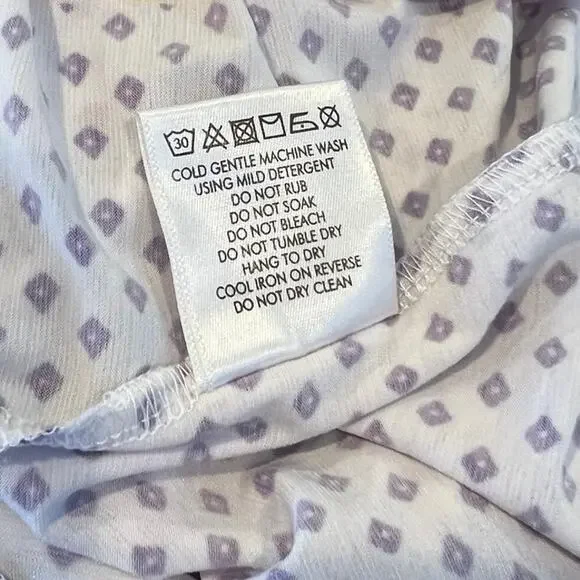 30
COLD GENTLE MACHINE WASH
USING MILD DETERGENT
DO NOT RUB
DO NOT SOAK
DO NOT BLEACH
DO NOT TUMBLE DRY
HANG TO DRY
COOL IRON ON REVERSE
DO NOT DRY CLEAN